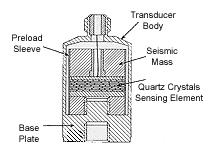 Transducer
Body
Preload
Sleeve
Seismic
Mass
Quartz Crystals
Sensing Element
Base
Plate